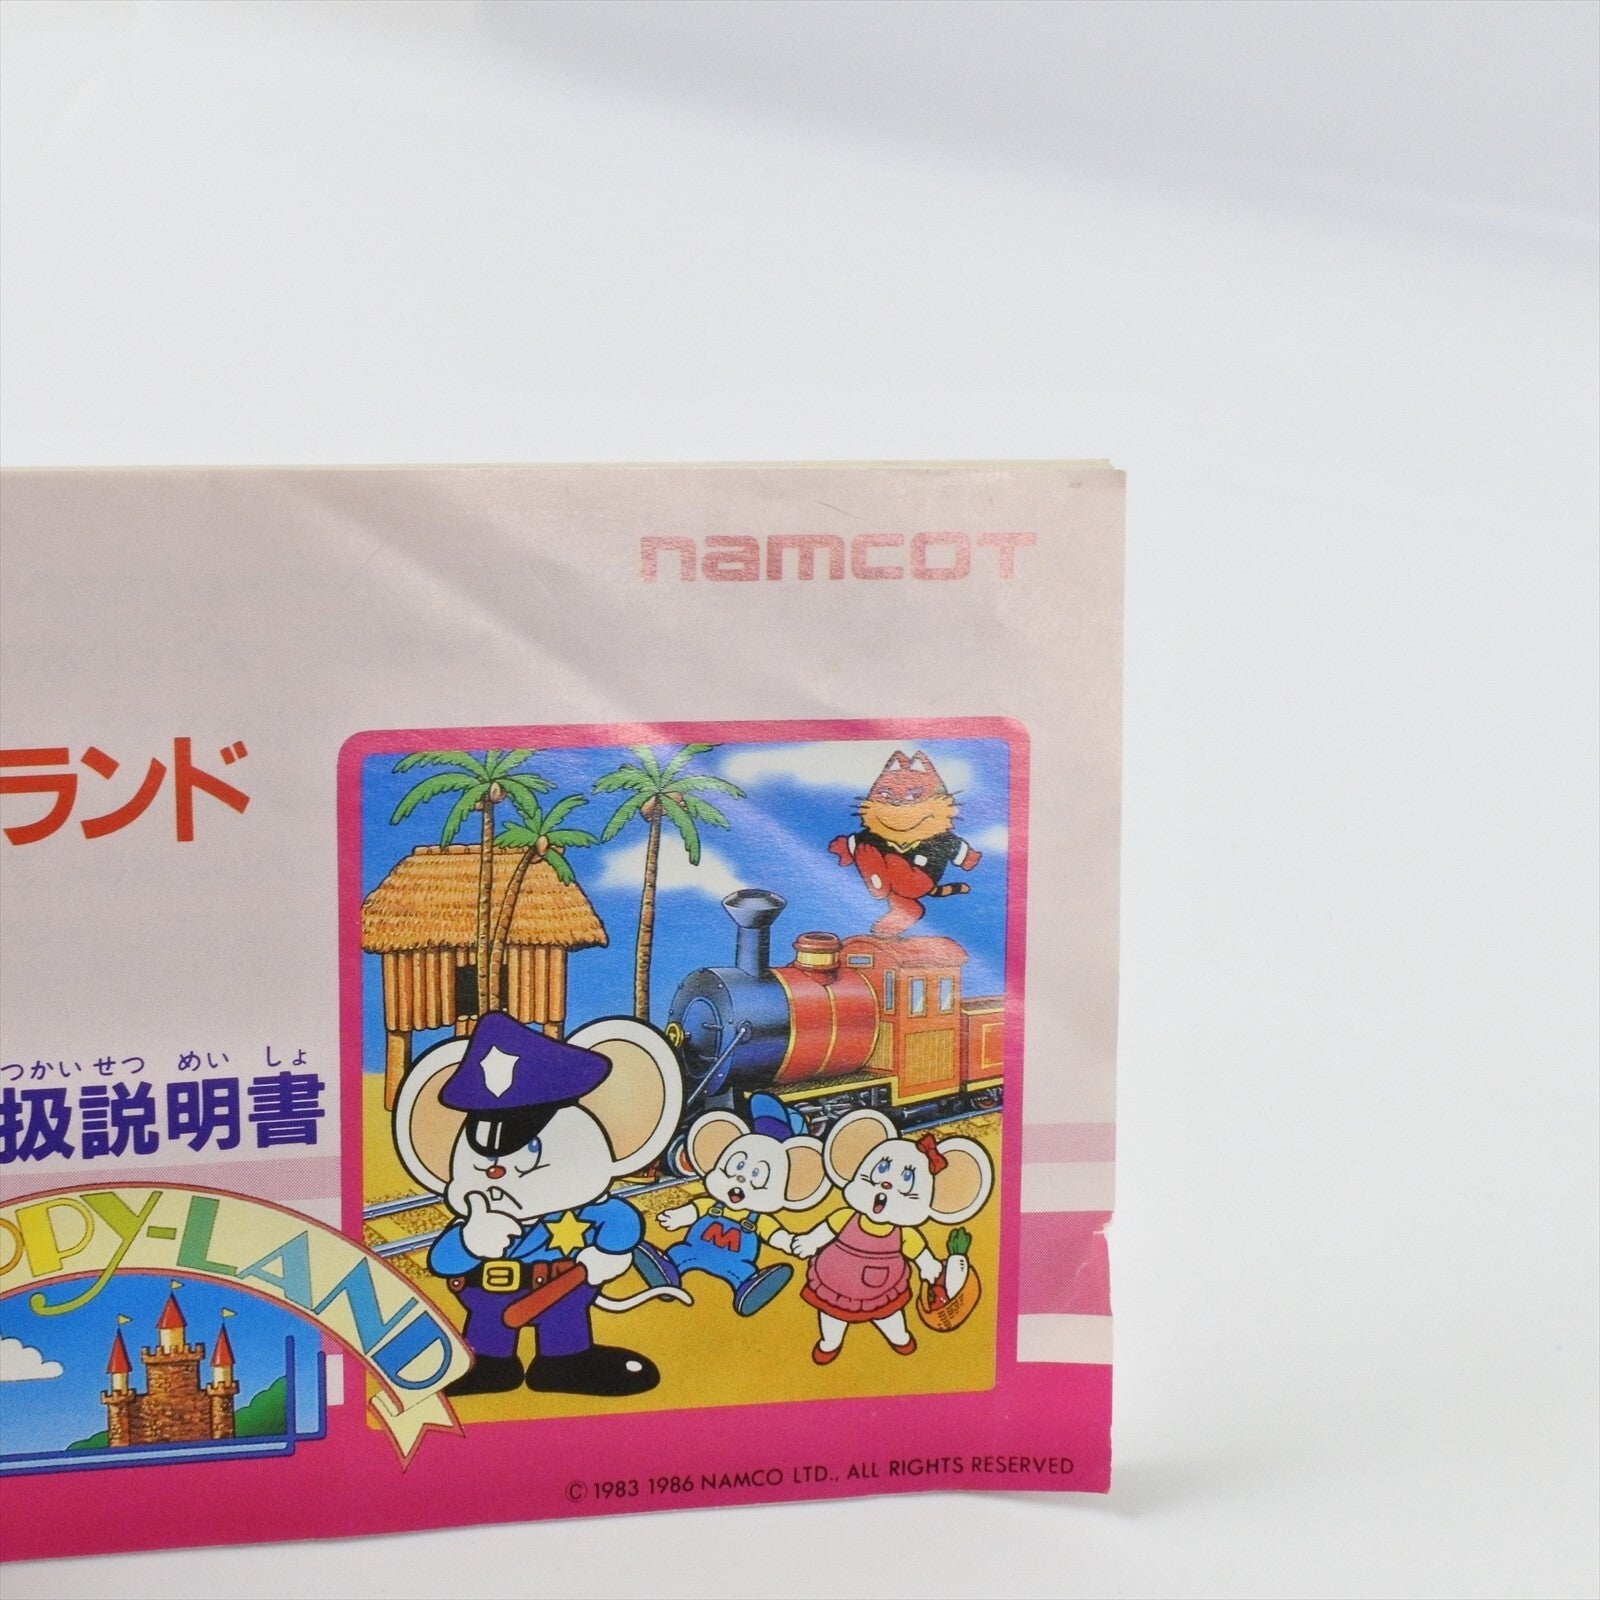 namcoT
ランド
つかい せつ めい しょ
扱説明書
PPY-LAND
M
© 1983 1986 NAMCO LTD., ALL RIGHTS RESERVED